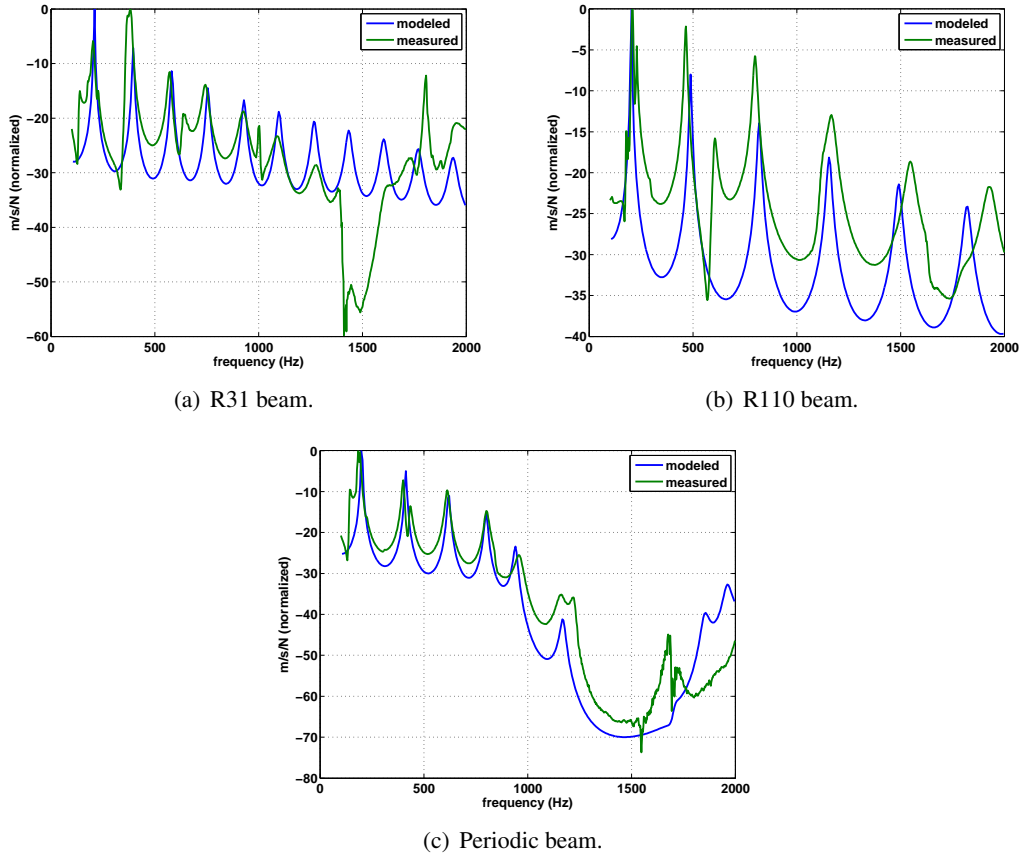 modeled
measured
0
−10
−20
−30
−40
−50
−60
m/s/N (normalized)
0 500 1000 1500 2000
frequency (Hz)
(a) R31 beam.
modeled
measured
0
−5
−10
−15
−20
−25
−30
−35
−40
m/s/N (normalized)
0 500 1000 1500 2000
frequency (Hz)
(b) R110 beam.
modeled
measured
0
−10
−20
−30
−40
−50
−60
−70
−80
m/s/N (normalized)
0 500 1000 1500 2000
frequency (Hz)
(c) Periodic beam.